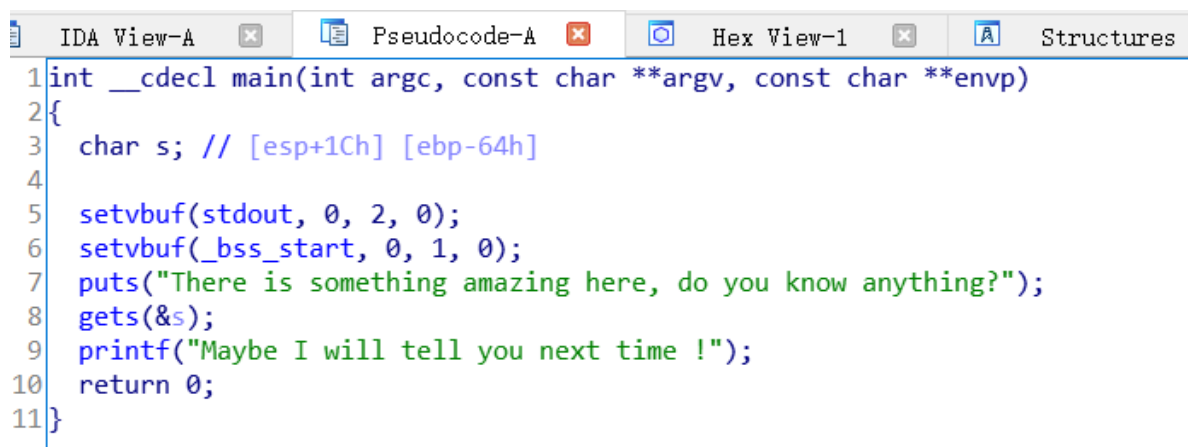 IDA View-A Pseudocode-A Hex View-1 Structures
1 int __cdecl main(int argc, const char **argv, const char **envp)
2 {
3   char s; // [esp+1Ch] [ebp-64h]
4
5   setvbuf(stdout, 0, 2, 0);
6   setvbuf(_bss_start, 0, 1, 0);
7   puts("There is something amazing here, do you know anything?");
8   gets(&s);
9   printf("Maybe I will tell you next time !");
10   return 0;
11 }